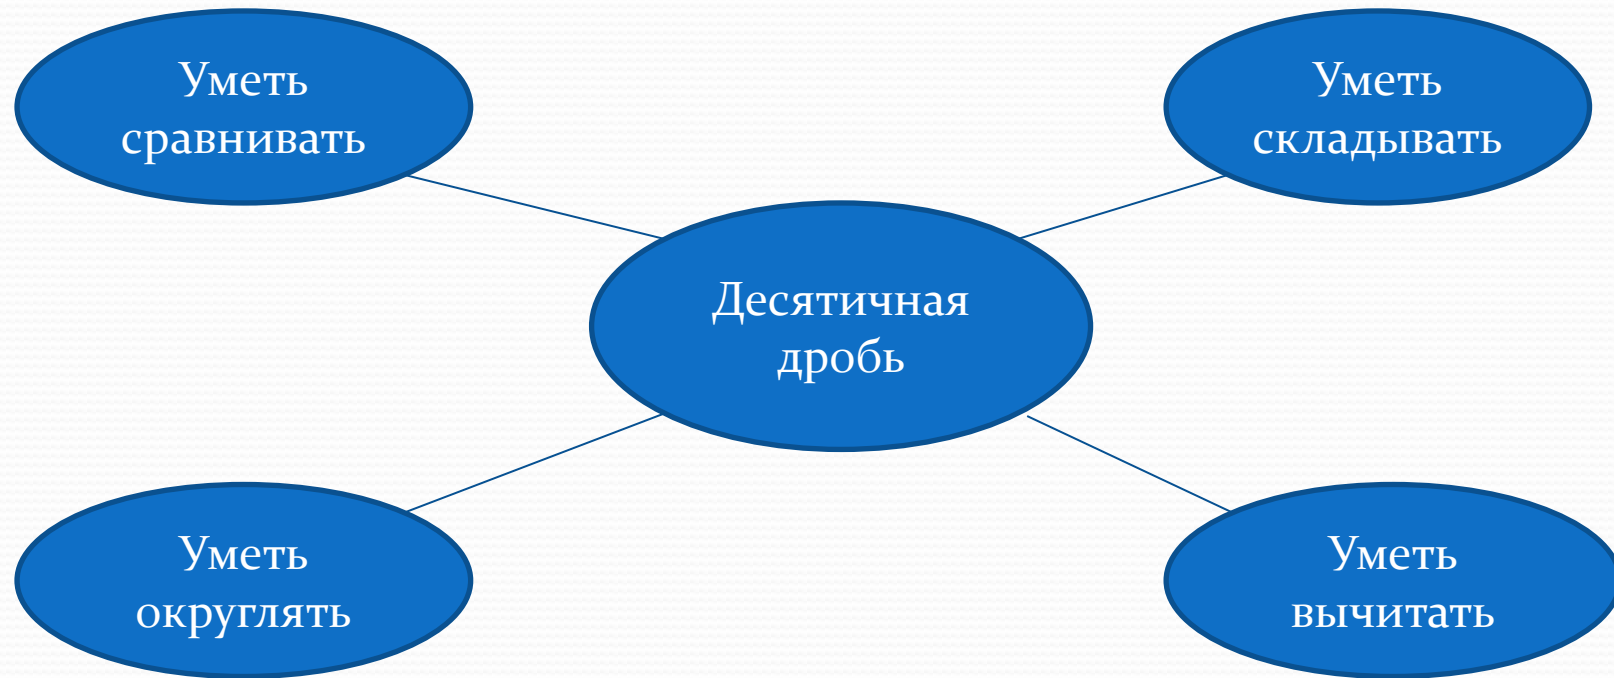 Уметь
сравнивать
Уметь
складывать
Десятичная
дробь
Уметь
округлять
Уметь
вычитать